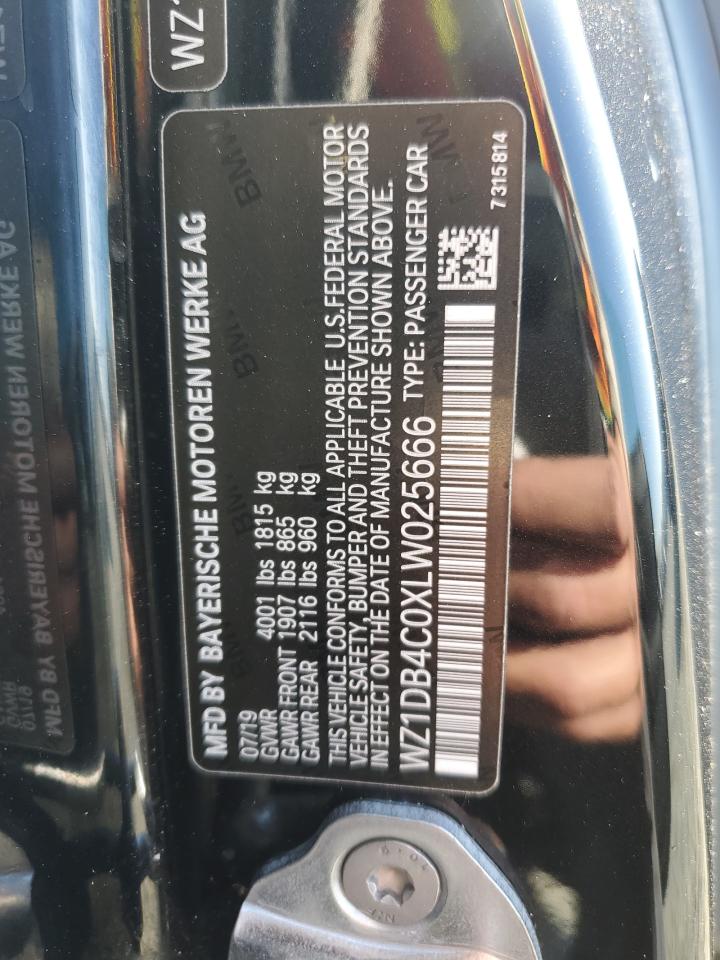 WZ1
MFD BY BAYERISCHE MOTOREN WERKE AG
07/19
GVWR 4001 lbs 1815 kg
GAWR FRONT 1907 lbs 865 kg
GAWR REAR 2116 lbs 960 kg
THIS VEHICLE CONFORMS TO ALL APPLICABLE U.S.FEDERAL MOTOR
VEHICLE SAFETY, BUMPER AND THEFT PREVENTION STANDARDS
IN EFFECT ON THE DATE OF MANUFACTURE SHOWN ABOVE.
WZ1DB4C0XLW025666 TYPE: PASSENGER CAR
7 315 814